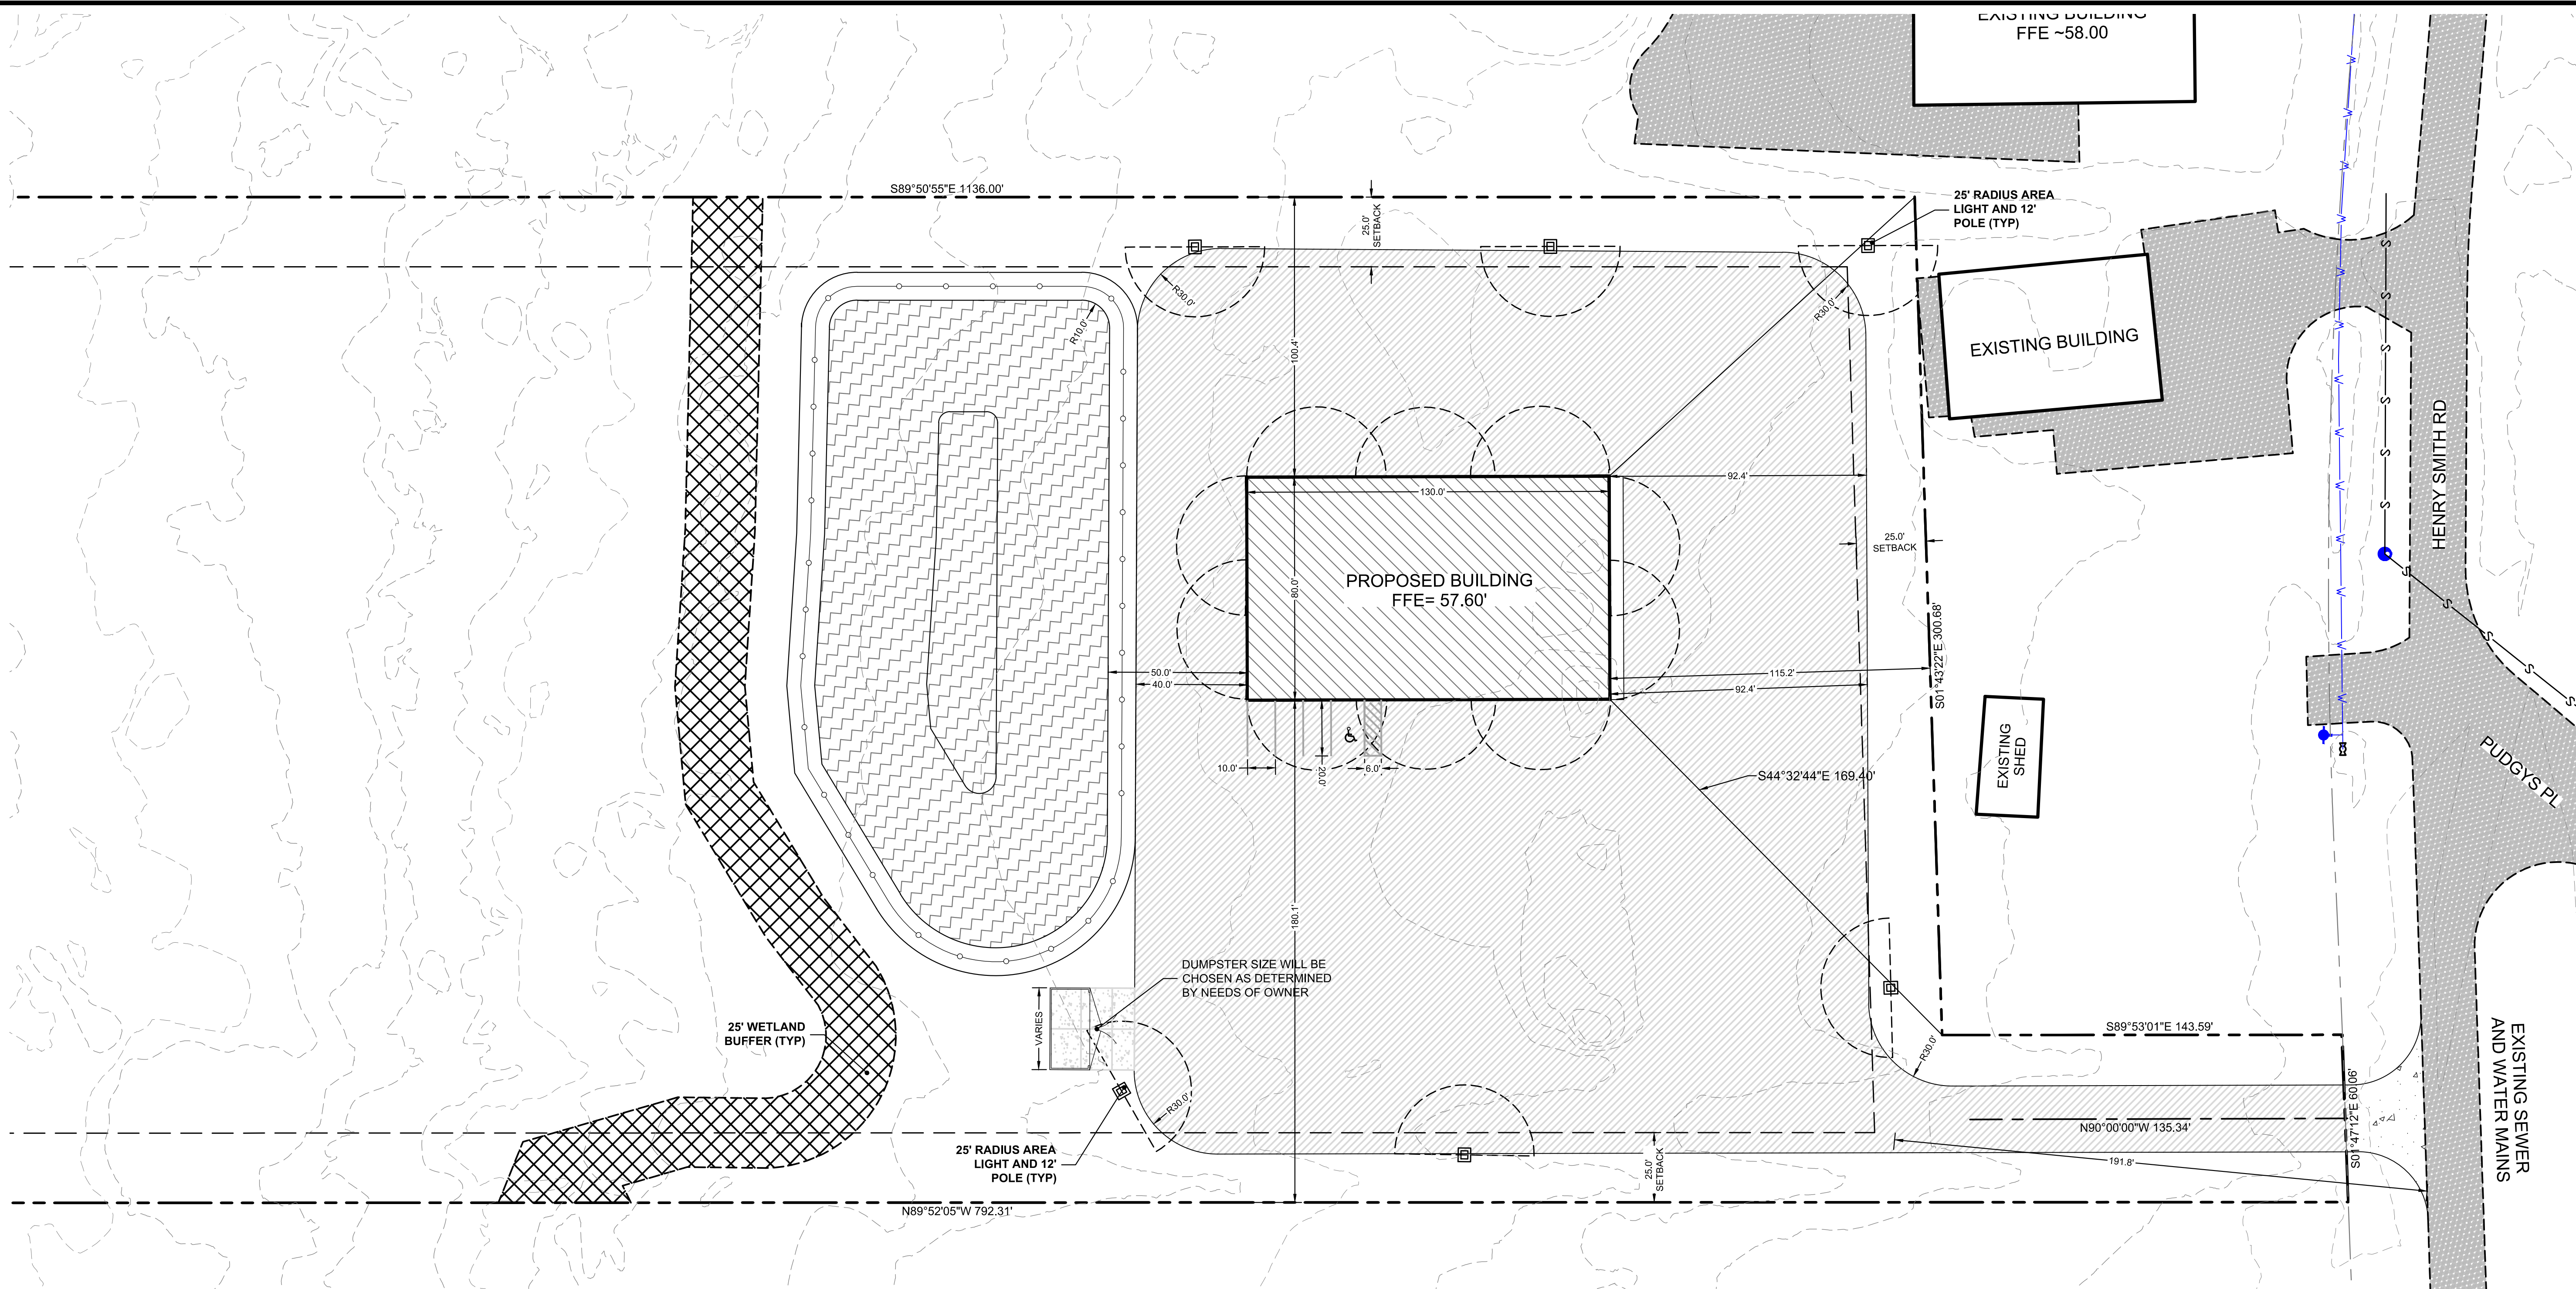 EXISTING BUILDING
FFE ~58.00
S89°50'55"E 1136.00'
25.0'
SETBACK
25' RADIUS AREA
LIGHT AND 12'
POLE (TYP)
R30.0'
R10.0'
R30.0'
100.4'
EXISTING BUILDING
HENRY SMITH RD
92.4'
130.0'
25.0'
SETBACK
PROPOSED BUILDING
FFE= 57.60'
80.0'
S01°43'22"E 300.68'
50.0'
40.0'
115.2'
92.4'
10.0'
20.0'
6.0'
S44°32'44"E 169.40'
EXISTING
SHED
PUDGYS PL
180.1'
DUMPSTER SIZE WILL BE
CHOSEN AS DETERMINED
BY NEEDS OF OWNER
VARIES
25' WETLAND
BUFFER (TYP)
S89°53'01"E 143.59'
R30.0'
R30.0'
EXISTING SEWER
AND WATER MAINS
S01°47'12"E 60.06'
N90°00'00"W 135.34'
191.8'
25' RADIUS AREA
LIGHT AND 12'
POLE (TYP)
25.0'
SETBACK
N89°52'05"W 792.31'
W
W
W
W
W
W
W
W
W
W
W
W
W
S
S
S
S
S
S
S
S
S
S
S